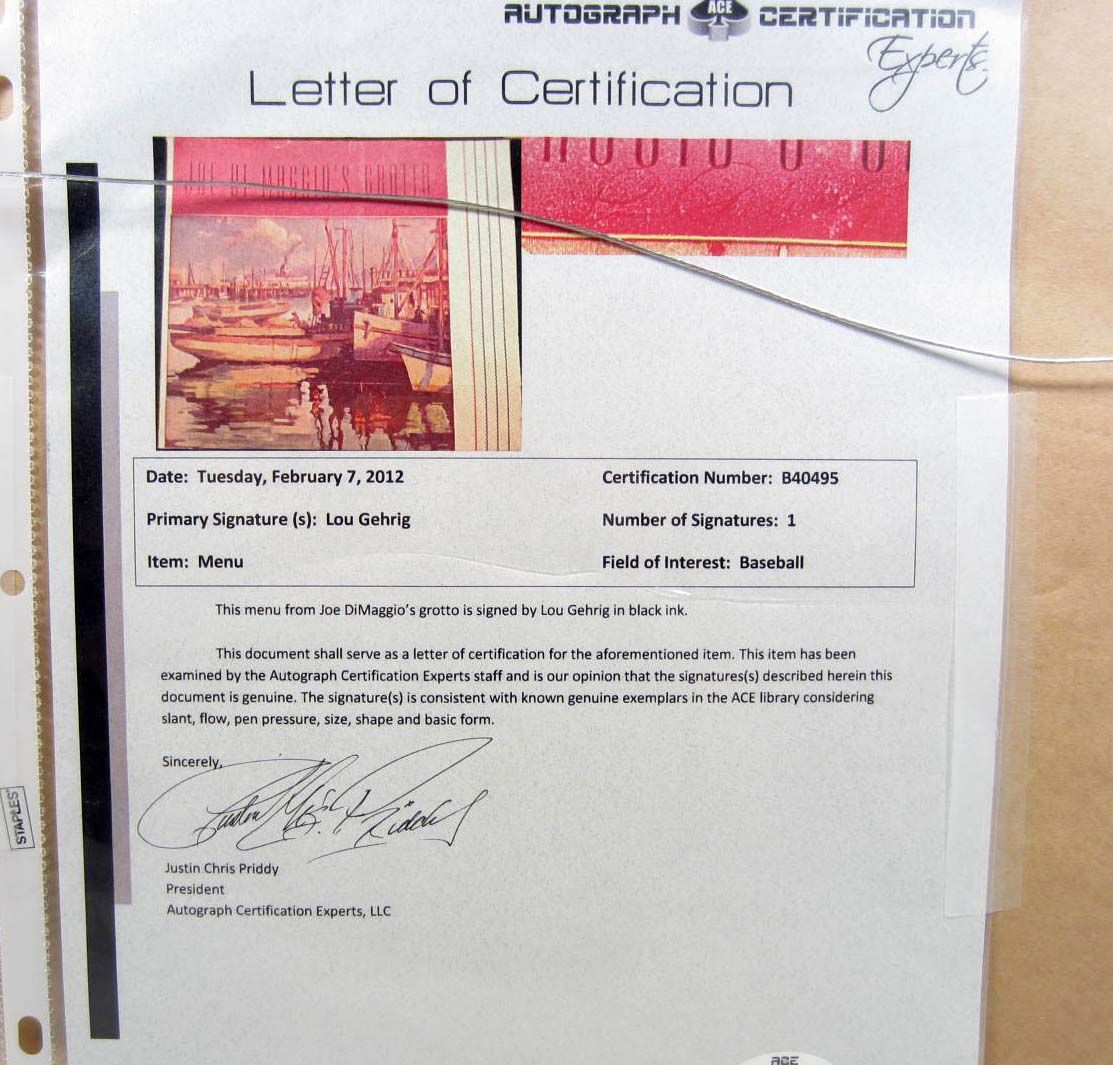 AUTOGRAPH ACE CERTIFICATION
Experts
Letter of Certification
JOE DI MAGGIO'S GROTTO
Date: Tuesday, February 7, 2012
Certification Number: B40495
Primary Signature (s): Lou Gehrig
Number of Signatures: 1
Item: Menu
Field of Interest: Baseball
This menu from Joe DiMaggio's grotto is signed by Lou Gehrig in black ink.
This document shall serve as a letter of certification for the aforementioned item. This item has been
examined by the Autograph Certification Experts staff and is our opinion that the signatures(s) described herein this
document is genuine. The signature(s) is consistent with known genuine exemplars in the ACE library considering
slant, flow, pen pressure, size, shape and basic form.
Sincerely,
Justin Chris Priddy
President
Autograph Certification Experts, LLC
STAPLES
ACE